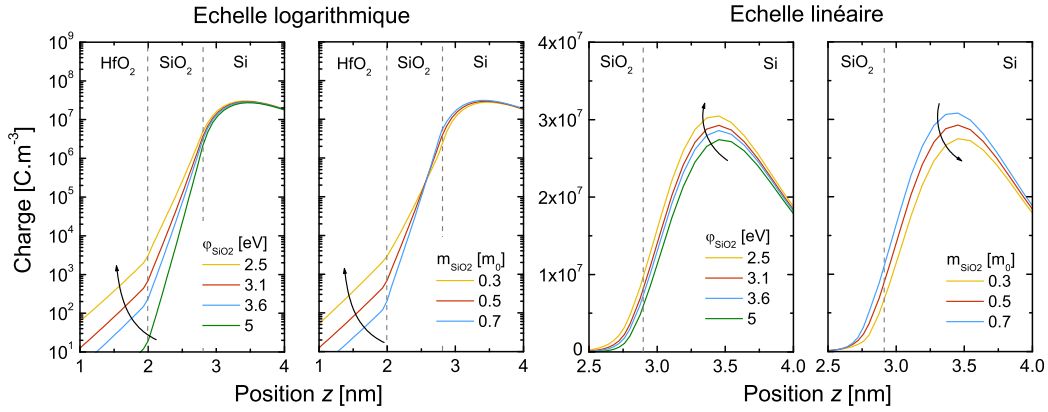 Echelle logarithmique
Echelle linéaire
Charge [C.m⁻³]
10⁹
10⁸
10⁷
10⁶
10⁵
10⁴
10³
10²
10¹
HfO₂ SiO₂ Si
φSiO2 [eV]
2.5
3.1
3.6
5
1 2 3 4
HfO₂ SiO₂ Si
mSiO2 [m₀]
0.3
0.5
0.7
1 2 3 4
Position z [nm]
4x10⁷
3x10⁷
2x10⁷
1x10⁷
0
SiO₂ Si
φSiO2 [eV]
2.5
3.1
3.6
5
2.5 3.0 3.5 4.0
SiO₂ Si
mSiO2 [m₀]
0.3
0.5
0.7
2.5 3.0 3.5 4.0
Position z [nm]